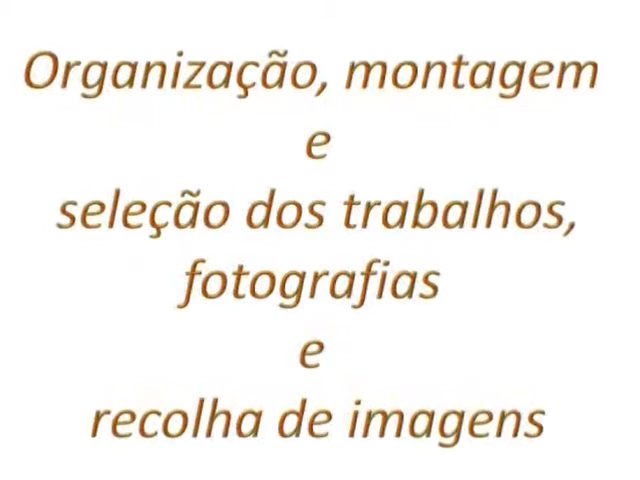 Organização, montagem
e
seleção dos trabalhos,
fotografias
e
recolha de imagens